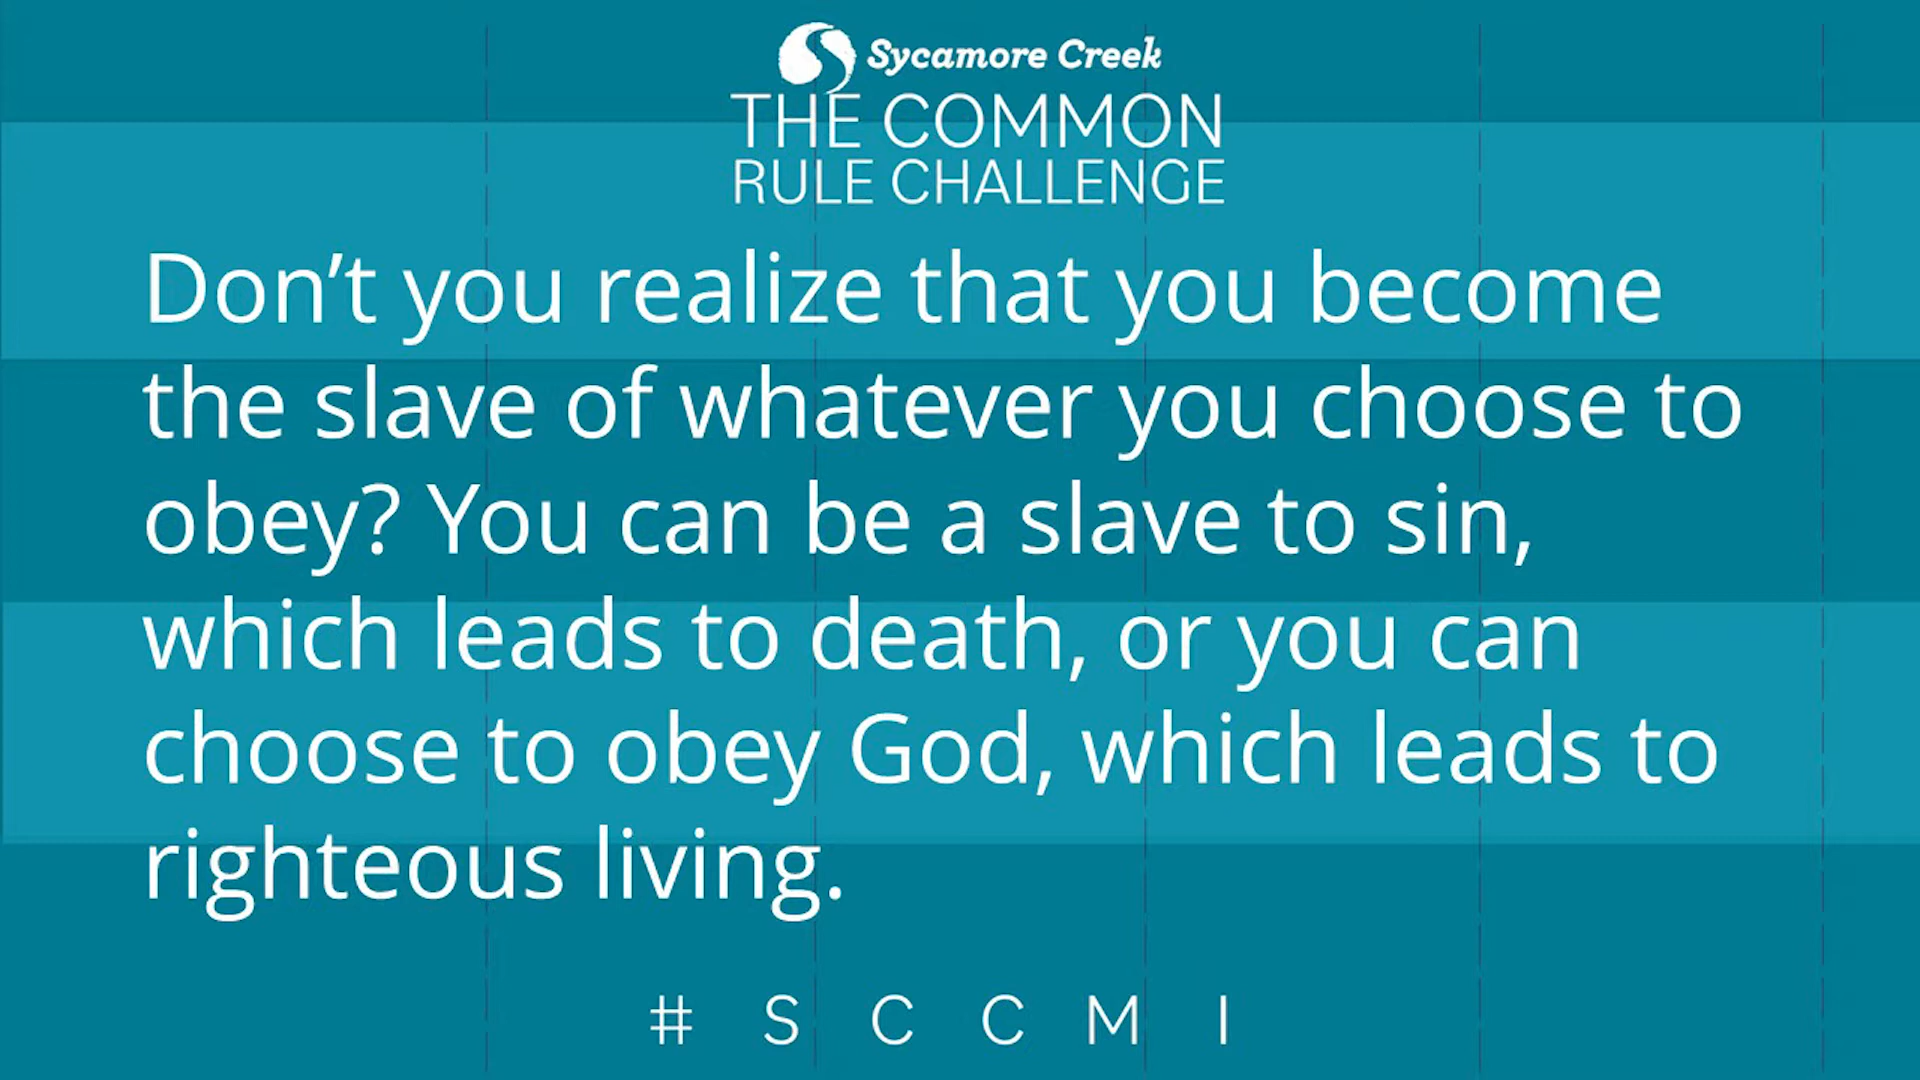 Sycamore Creek
THE COMMON
RULE CHALLENGE
Don’t you realize that you become
the slave of whatever you choose to
obey? You can be a slave to sin,
which leads to death, or you can
choose to obey God, which leads to
righteous living.
# S C C M I